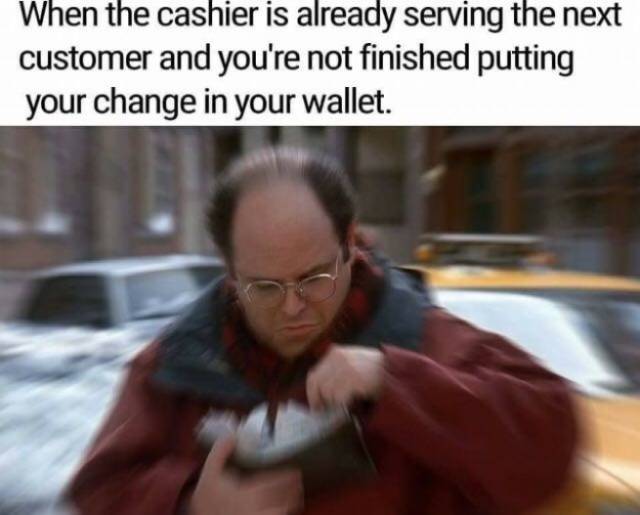 When the cashier is already serving the next
customer and you're not finished putting
your change in your wallet.